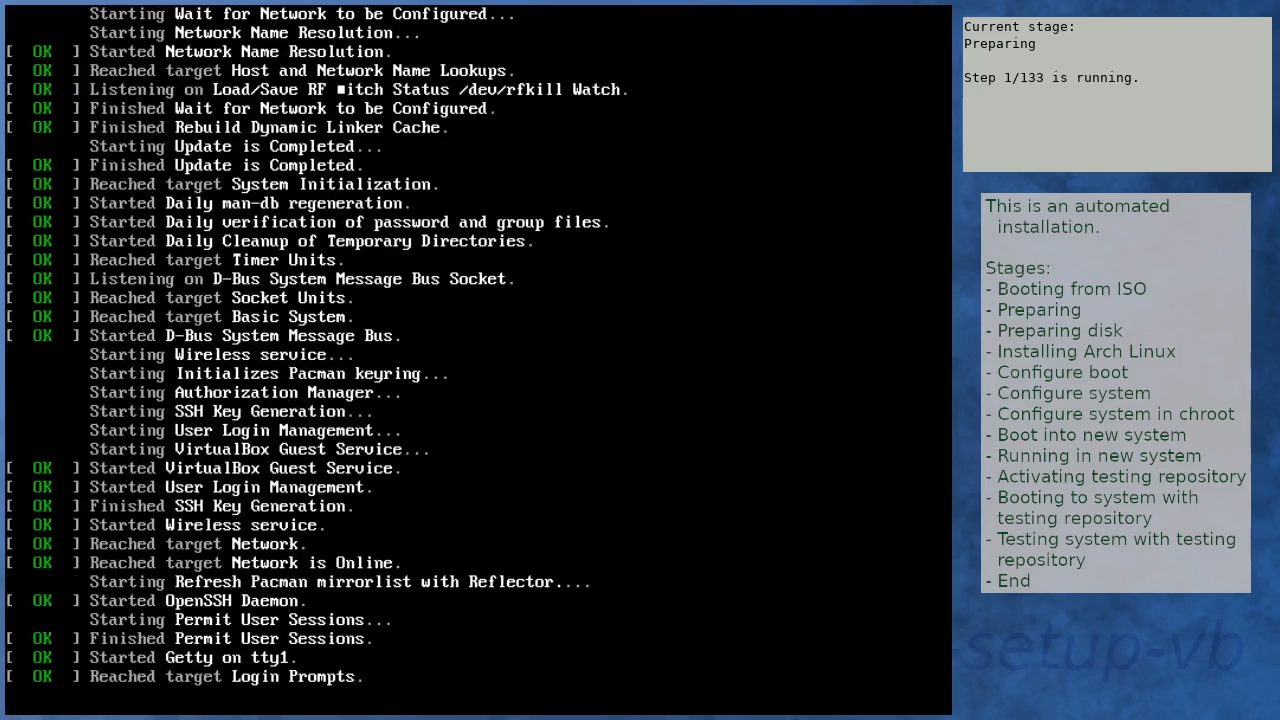 Starting Wait for Network to be Configured...
Starting Network Name Resolution...
[  OK  ] Started Network Name Resolution.
[  OK  ] Reached target Host and Network Name Lookups.
[  OK  ] Listening on Load/Save RF ■itch Status /dev/rfkill Watch.
[  OK  ] Finished Wait for Network to be Configured.
[  OK  ] Finished Rebuild Dynamic Linker Cache.
Starting Update is Completed...
[  OK  ] Finished Update is Completed.
[  OK  ] Reached target System Initialization.
[  OK  ] Started Daily man-db regeneration.
[  OK  ] Started Daily verification of password and group files.
[  OK  ] Started Daily Cleanup of Temporary Directories.
[  OK  ] Reached target Timer Units.
[  OK  ] Listening on D-Bus System Message Bus Socket.
[  OK  ] Reached target Socket Units.
[  OK  ] Reached target Basic System.
[  OK  ] Started D-Bus System Message Bus.
Starting Wireless service...
Starting Initializes Pacman keyring...
Starting Authorization Manager...
Starting SSH Key Generation...
Starting User Login Management...
Starting VirtualBox Guest Service...
[  OK  ] Started VirtualBox Guest Service.
[  OK  ] Started User Login Management.
[  OK  ] Finished SSH Key Generation.
[  OK  ] Started Wireless service.
[  OK  ] Reached target Network.
[  OK  ] Reached target Network is Online.
Starting Refresh Pacman mirrorlist with Reflector....
[  OK  ] Started OpenSSH Daemon.
Starting Permit User Sessions...
[  OK  ] Finished Permit User Sessions.
[  OK  ] Started Getty on tty1.
[  OK  ] Reached target Login Prompts.
Current stage:
Preparing
Step 1/133 is running.
This is an automated
installation.
Stages:
- Booting from ISO
- Preparing
- Preparing disk
- Installing Arch Linux
- Configure boot
- Configure system
- Configure system in chroot
- Boot into new system
- Running in new system
- Activating testing repository
- Booting to system with
testing repository
- Testing system with testing
repository
- End
setup-vb